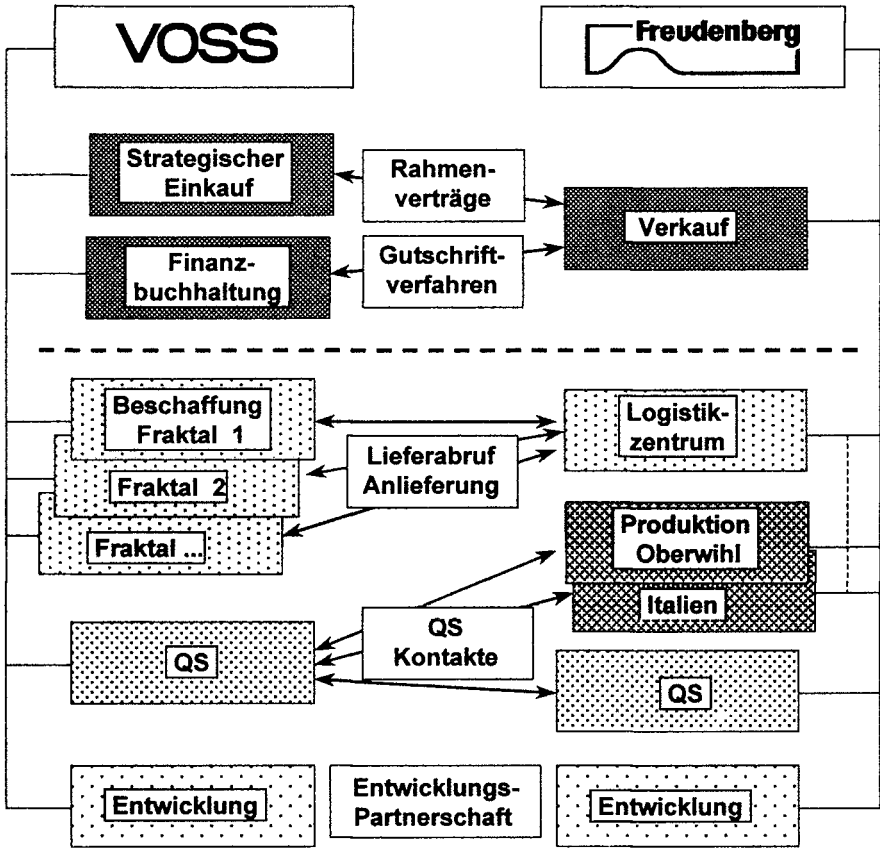 VOSS
Freudenberg
Strategischer
Einkauf
Rahmen-
verträge
Verkauf
Finanz-
buchhaltung
Gutschrift-
verfahren
Beschaffung
Fraktal 1
Logistik-
zentrum
Fraktal 2
Lieferabruf
Anlieferung
Fraktal ...
Produktion
Oberwihl
Italien
QS
QS
Kontakte
QS
Entwicklung
Entwicklungs-
Partnerschaft
Entwicklung